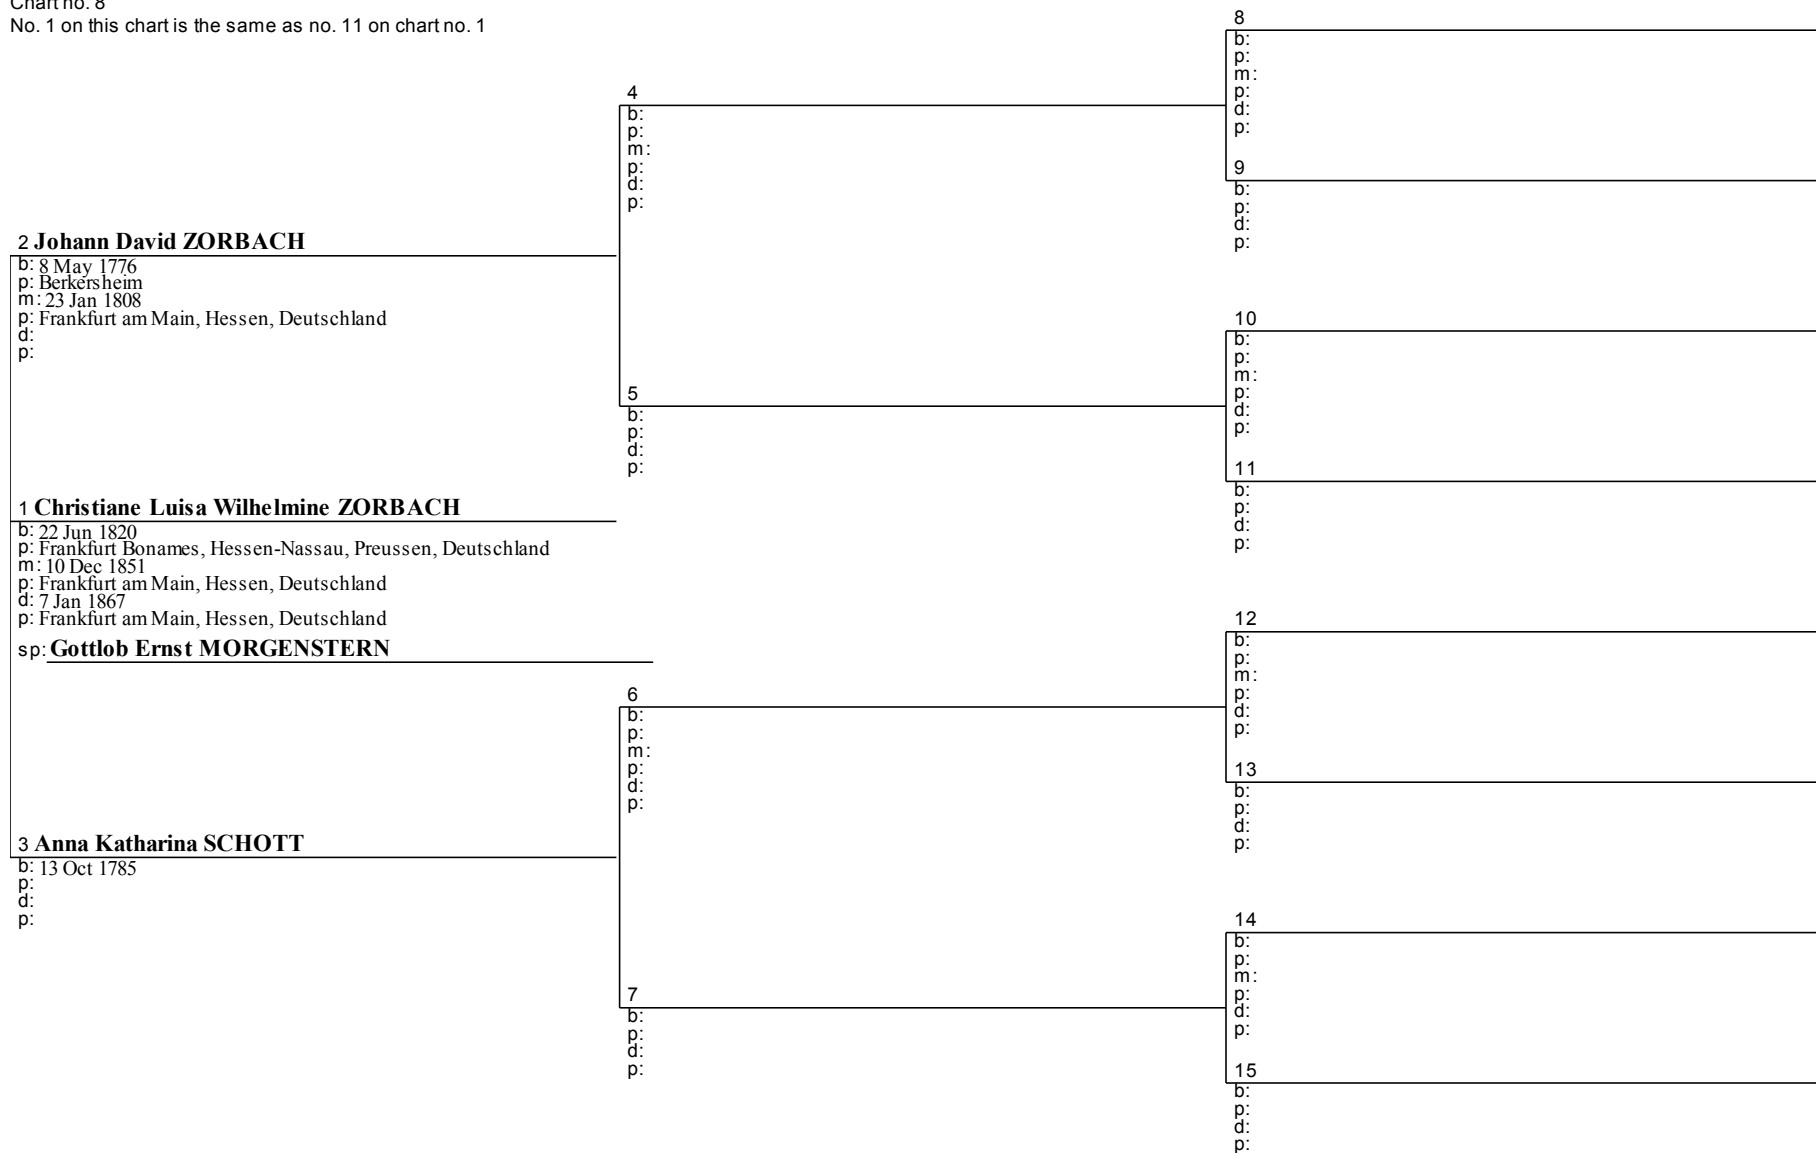 Chart no. 8
No. 1 on this chart is the same as no. 11 on chart no. 1
2 Johann David ZORBACH
b: 8 May 1776
p: Berkersheim
m: 23 Jan 1808
p: Frankfurt am Main, Hessen, Deutschland
d:
p:
1 Christiane Luisa Wilhelmine ZORBACH
b: 22 Jun 1820
p: Frankfurt Bonames, Hessen-Nassau, Preussen, Deutschland
m: 10 Dec 1851
p: Frankfurt am Main, Hessen, Deutschland
d: 7 Jan 1867
p: Frankfurt am Main, Hessen, Deutschland
sp: Gottlob Ernst MORGENSTERN
3 Anna Katharina SCHOTT
b: 13 Oct 1785
p:
d:
p:
4
b:
p:
m:
p:
d:
p:
5
b:
p:
d:
p:
6
b:
p:
m:
p:
d:
p:
7
b:
p:
d:
p:
8
b:
p:
m:
p:
d:
p:
9
b:
p:
d:
p:
10
b:
p:
m:
p:
d:
p:
11
b:
p:
d:
p:
12
b:
p:
m:
p:
d:
p:
13
b:
p:
d:
p:
14
b:
p:
m:
p:
d:
p:
15
b:
p:
d:
p: